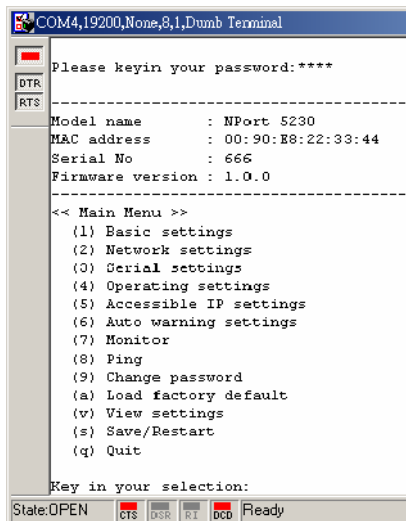 COM4,19200,None,8,1,Dumb Terminal
Please keyin your password:****
DTR
RTS
Model name : NPort 5230
MAC address : 00:90:E8:22:33:44
Serial No : 666
Firmware version : 1.0.0
<< Main Menu >>
(1) Basic settings
(2) Network settings
(3) Serial settings
(4) Operating settings
(5) Accessible IP settings
(6) Auto warning settings
(7) Monitor
(8) Ping
(9) Change password
(a) Load factory default
(v) View settings
(s) Save/Restart
(q) Quit
Key in your selection:
State:OPEN CTS DSR RI DCD Ready